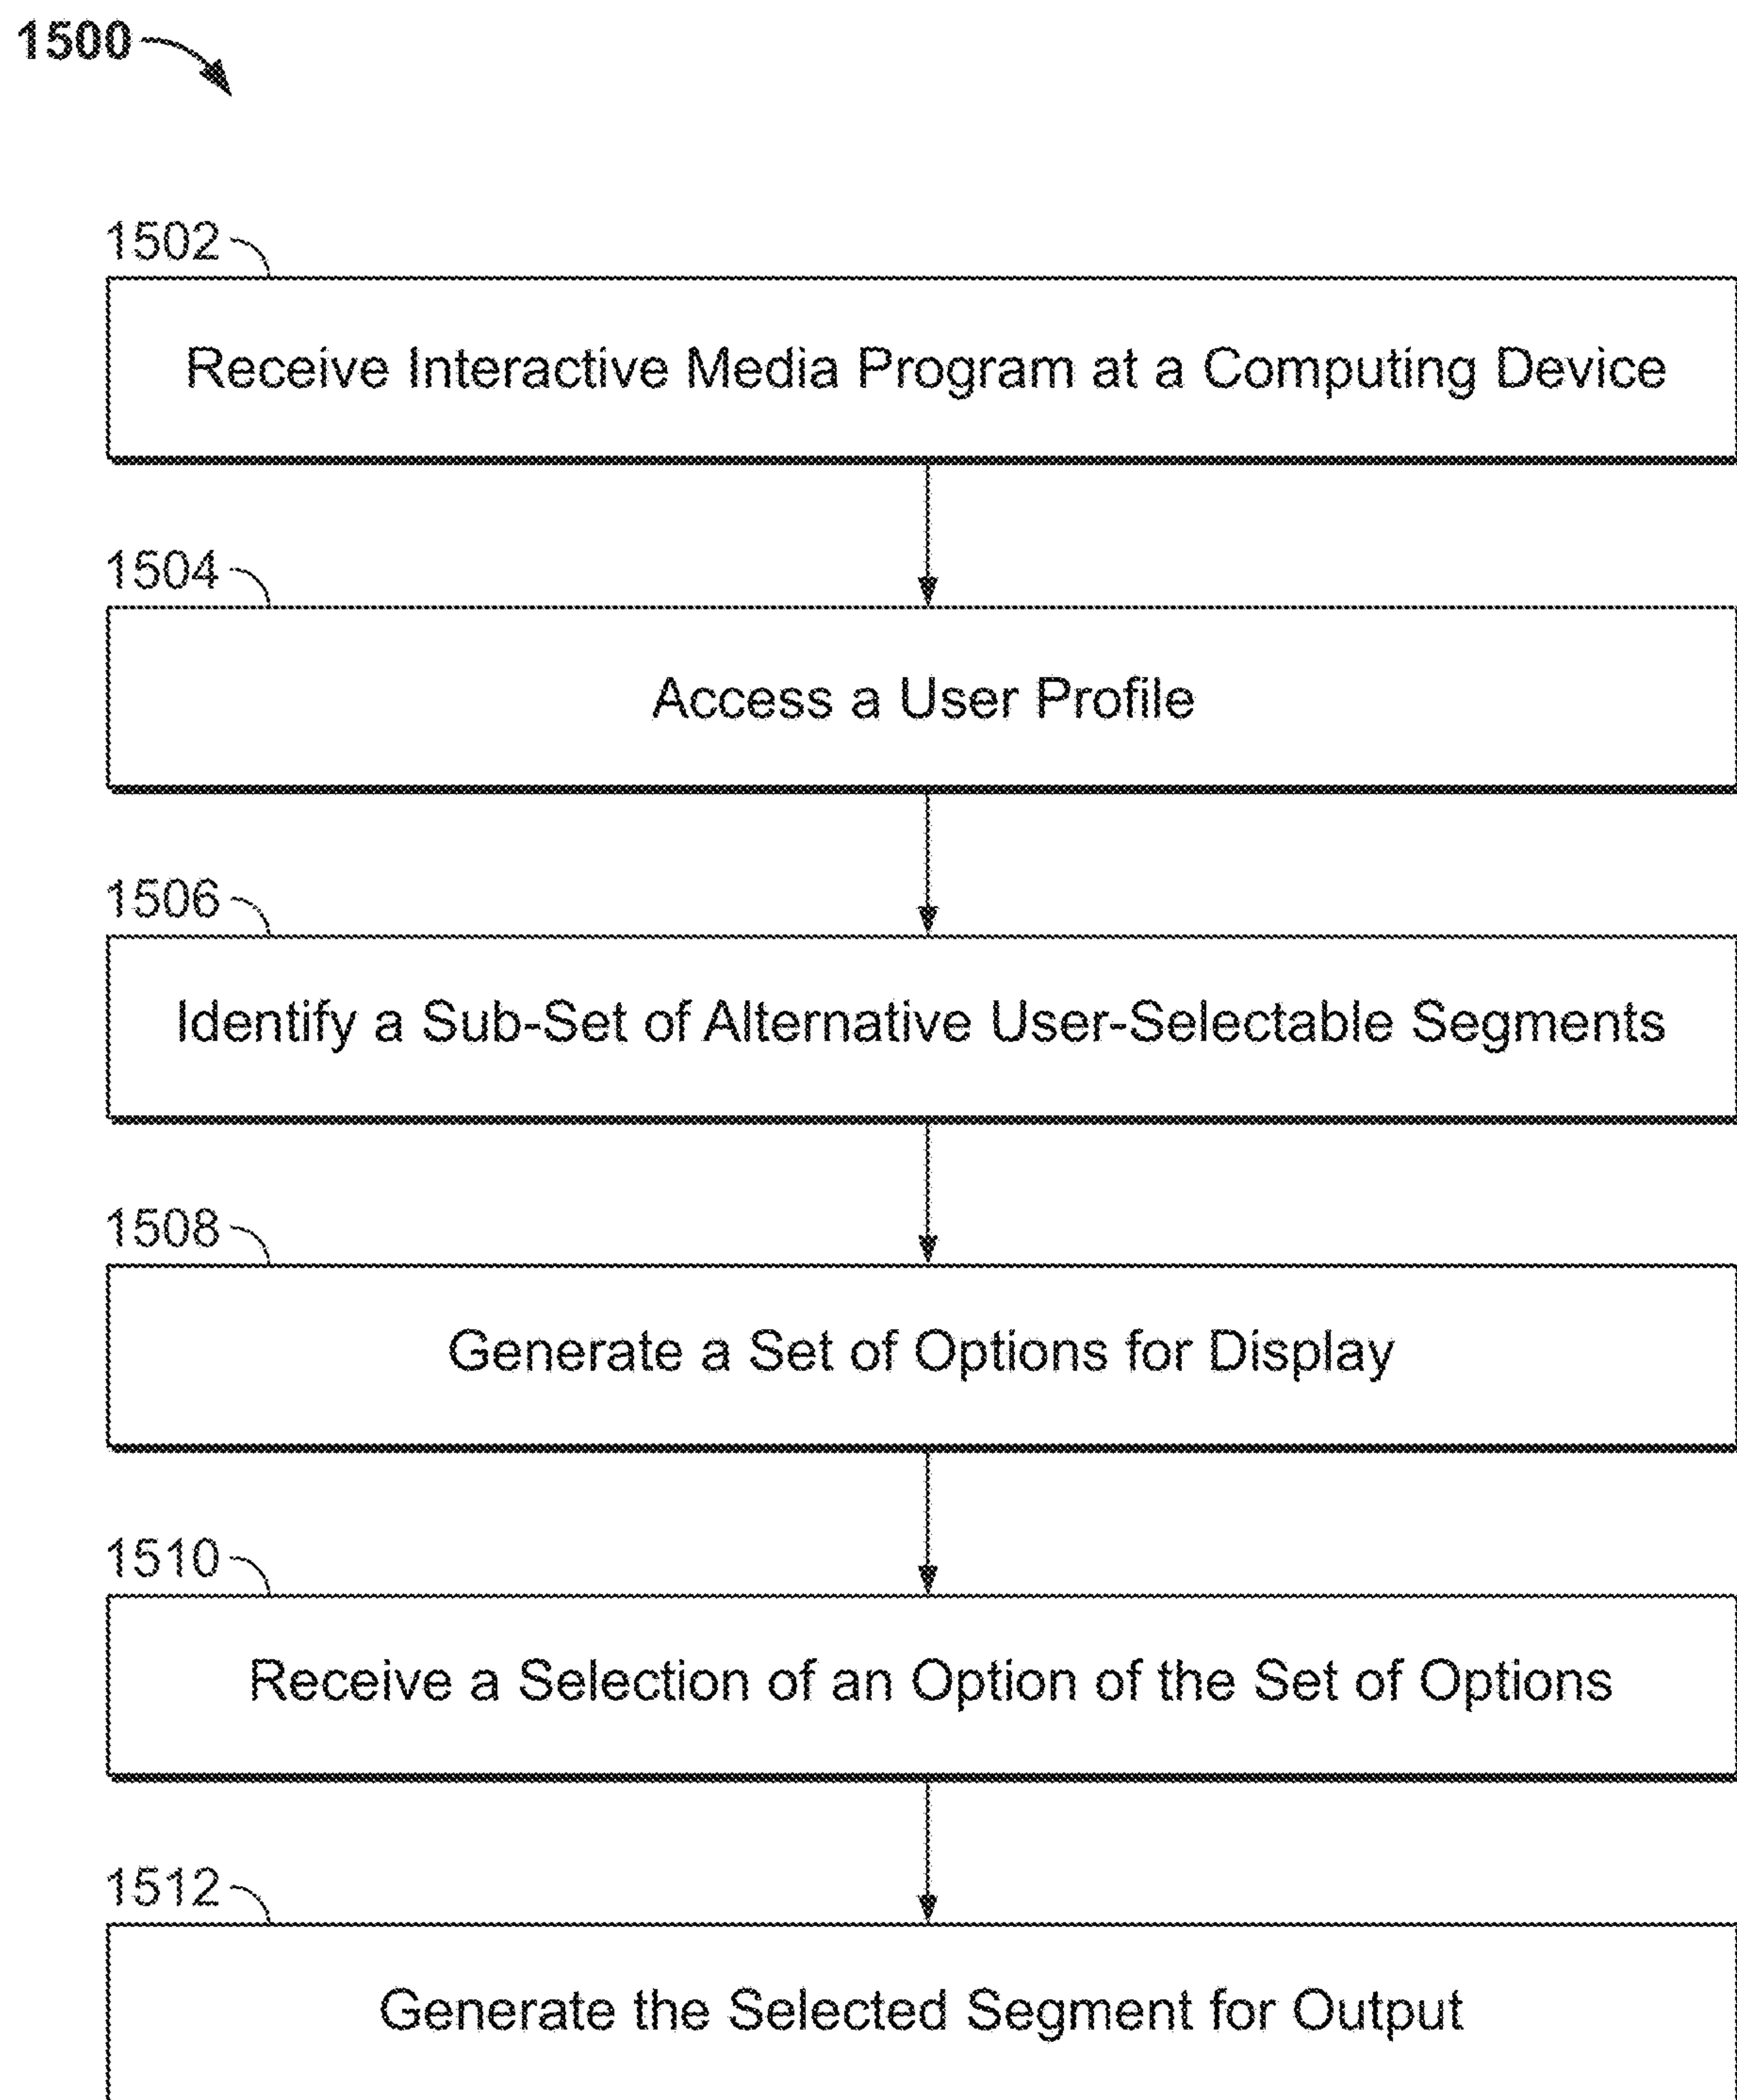 1500
1502
Receive Interactive Media Program at a Computing Device
1504
Access a User Profile
1506
Identify a Sub-Set of Alternative User-Selectable Segments
1508
Generate a Set of Options for Display
1510
Receive a Selection of an Option of the Set of Options
1512
Generate the Selected Segment for Output